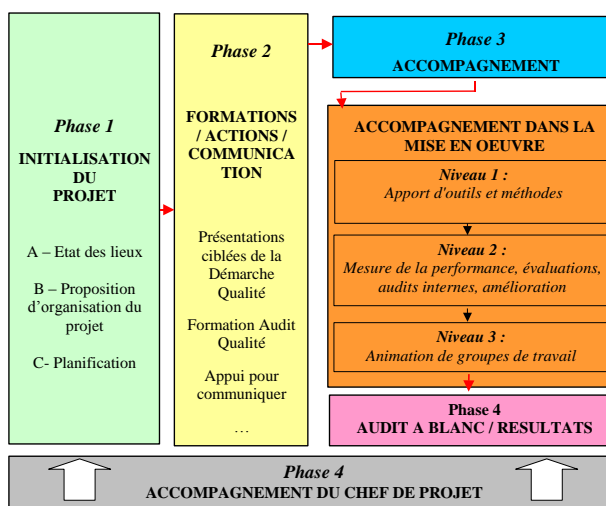 Phase 1
INITIALISATION
DU
PROJET
A – Etat des lieux
B – Proposition
d'organisation du
projet
C- Planification
Phase 2
FORMATIONS
/ ACTIONS /
COMMUNICA
TION
Présentations
ciblées de la
Démarche
Qualité
Formation Audit
Qualité
Appui pour
communiquer
…
Phase 3
ACCOMPAGNEMENT
ACCOMPAGNEMENT DANS LA
MISE EN OEUVRE
Niveau 1 :
Apport d'outils et méthodes
Niveau 2 :
Mesure de la performance, évaluations,
audits internes, amélioration
Niveau 3 :
Animation de groupes de travail
Phase 4
AUDIT A BLANC / RESULTATS
Phase 4
ACCOMPAGNEMENT DU CHEF DE PROJET